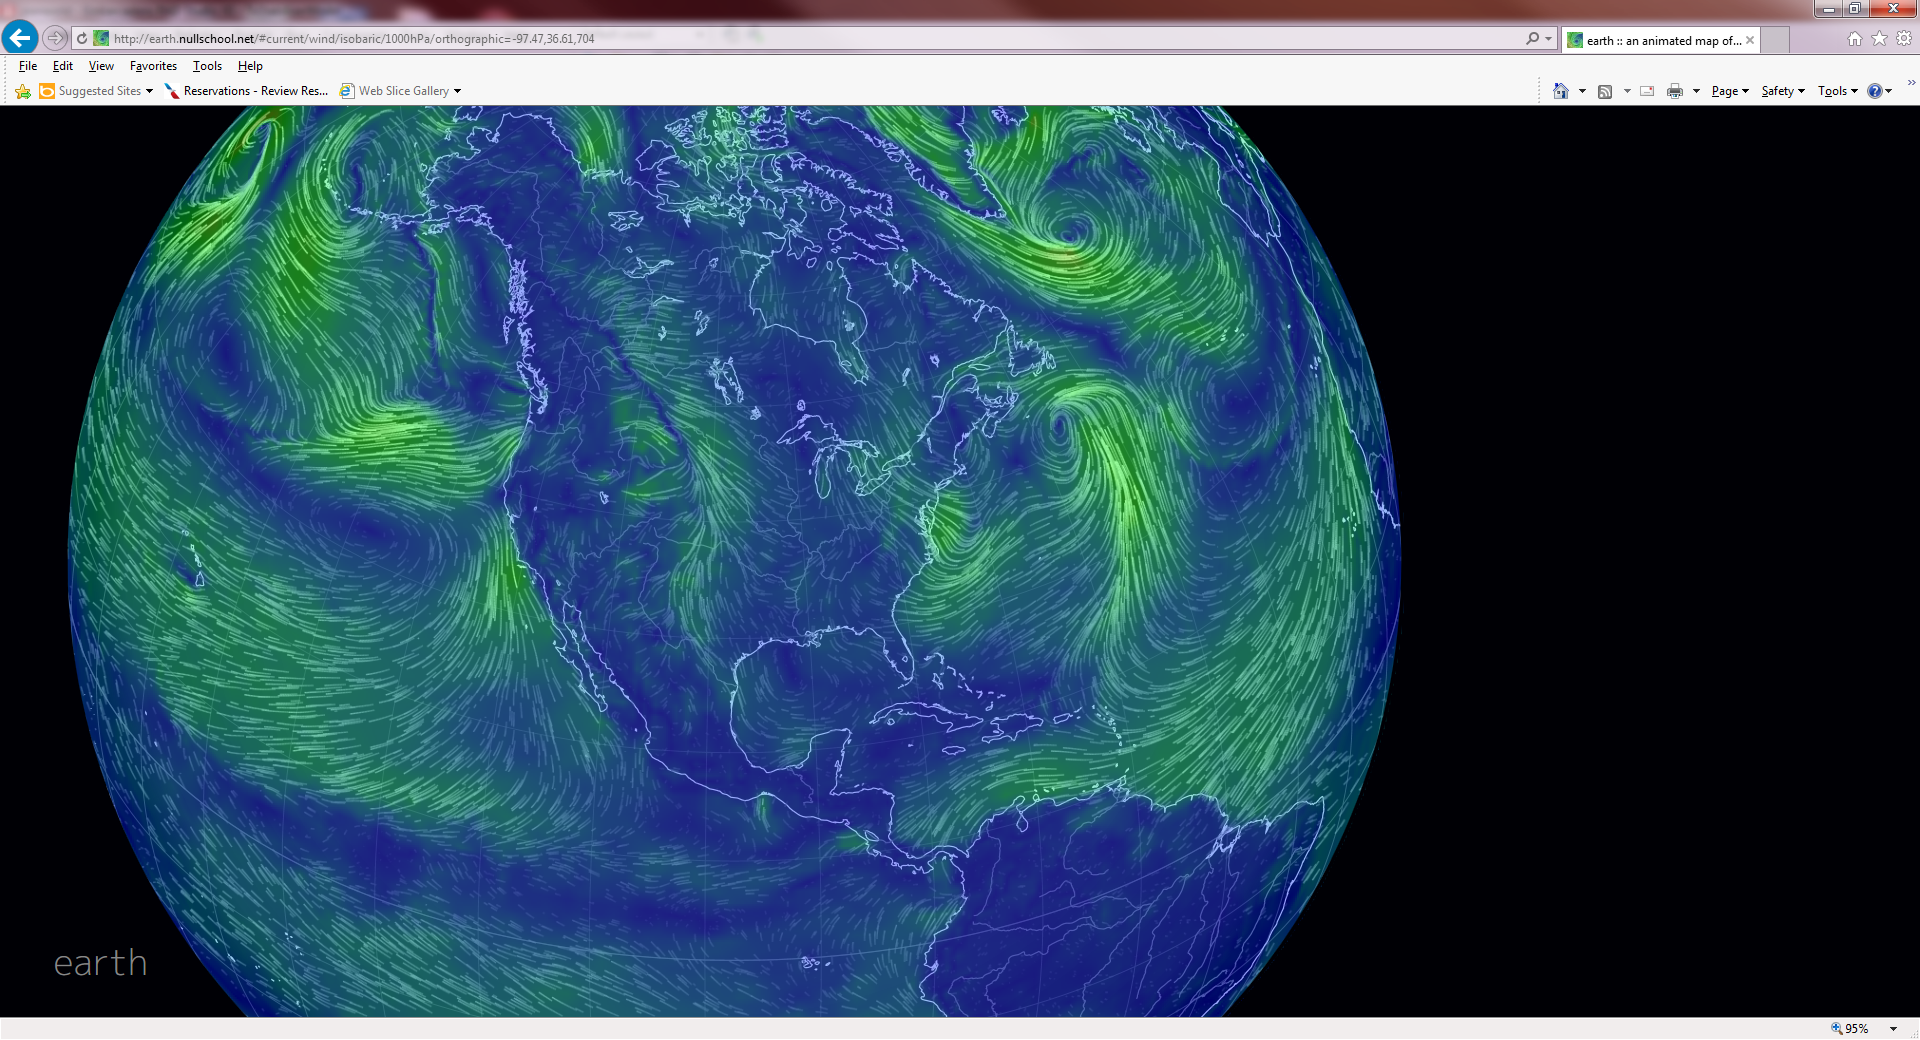 http://earth.nullschool.net/#current/wind/isobaric/1000hPa/orthographic=-97.47,36.61,704
earth :: an animated map of...
File Edit View Favorites Tools Help
Suggested Sites Reservations - Review Res... Web Slice Gallery
Page Safety Tools
earth
95%